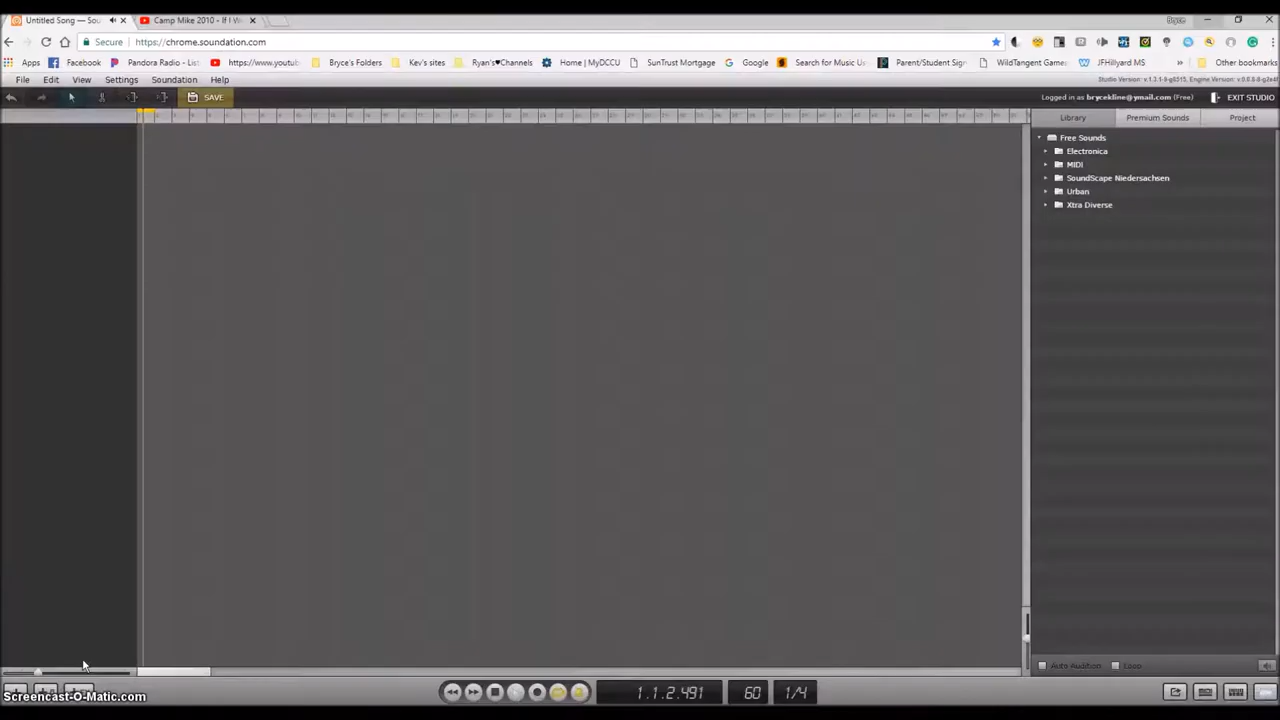 Untitled Song — Sou
Camp Mike 2010 - If I W
Bryce
Secure
https://chrome.soundation.com
Apps
Facebook
Pandora Radio - List
https://www.youtub
Bryce's Folders
Kev's sites
Ryan's♥Channels
Home | MyDCCU
SunTrust Mortgage
Google
Search for Music Us
Parent/Student Sign
WildTangent Games
JFHillyard MS
»
Other bookmarks
File
Edit
View
Settings
Soundation
Help
SAVE
Logged in as brycekline@ymail.com (Free)
EXIT STUDIO
Library
Premium Sounds
Project
Free Sounds
Electronica
MIDI
SoundScape Niedersachsen
Urban
Xtra Diverse
Auto Audition
Loop
Screencast-O-Matic.com
1.1.2.491
60
1/4